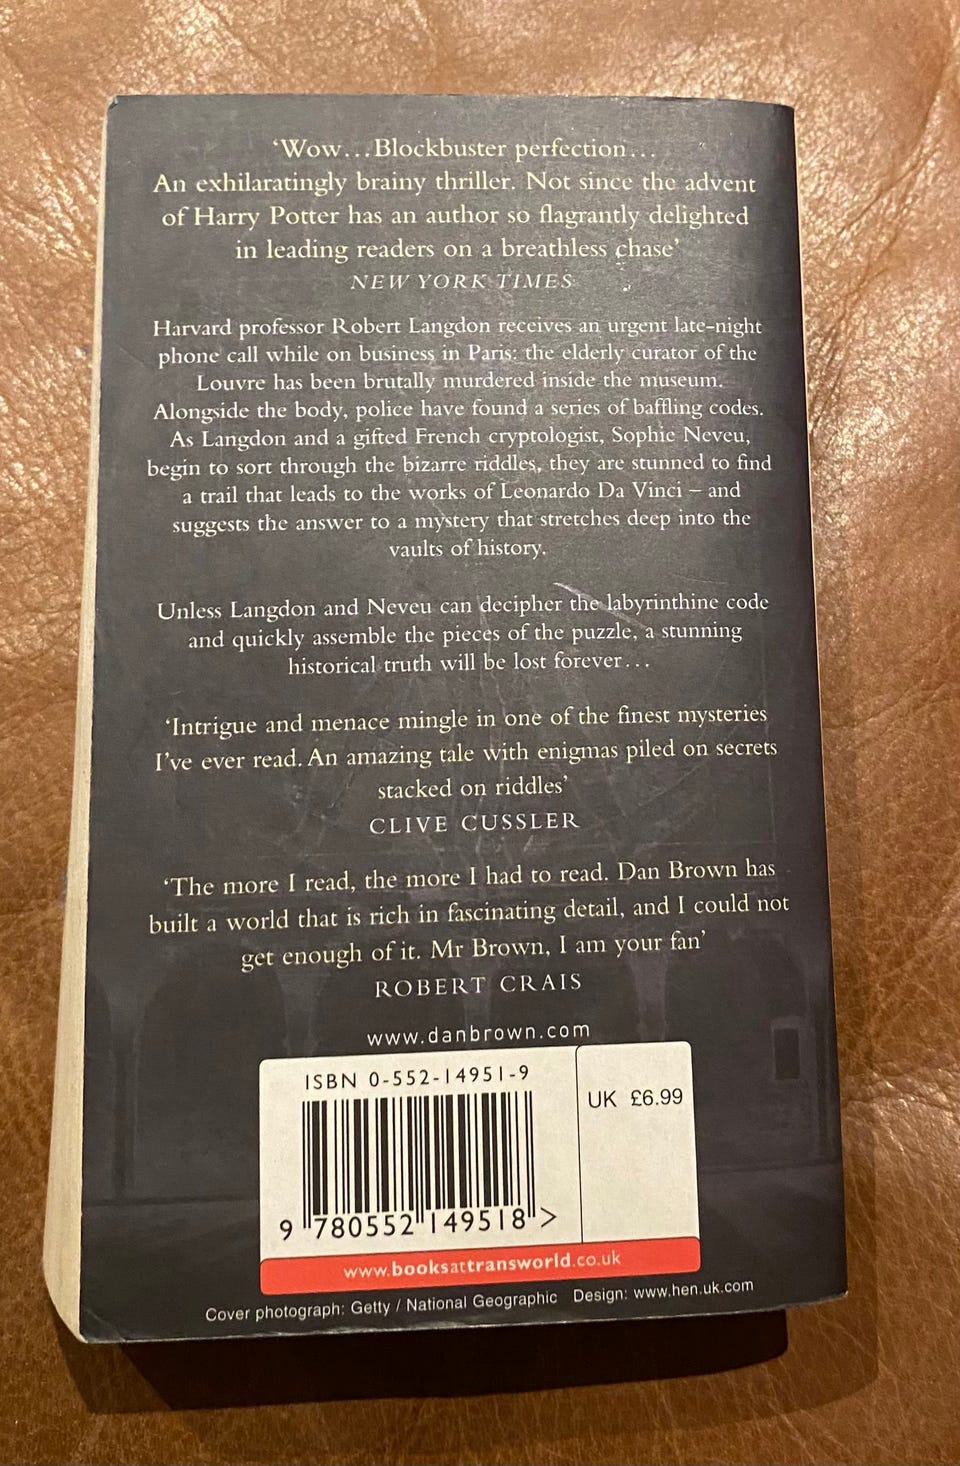 ‘Wow...Blockbuster perfection...
An exhilaratingly brainy thriller. Not since the advent
of Harry Potter has an author so flagrantly delighted
in leading readers on a breathless chase’
NEW YORK TIMES
Harvard professor Robert Langdon receives an urgent late-night
phone call while on business in Paris: the elderly curator of the
Louvre has been brutally murdered inside the museum.
Alongside the body, police have found a series of baffling codes.
As Langdon and a gifted French cryptologist, Sophie Neveu,
begin to sort through the bizarre riddles, they are stunned to find
a trail that leads to the works of Leonardo Da Vinci – and
suggests the answer to a mystery that stretches deep into the
vaults of history.
Unless Langdon and Neveu can decipher the labyrinthine code
and quickly assemble the pieces of the puzzle, a stunning
historical truth will be lost forever...
‘Intrigue and menace mingle in one of the finest mysteries
I’ve ever read. An amazing tale with enigmas piled on secrets
stacked on riddles’
CLIVE CUSSLER
‘The more I read, the more I had to read. Dan Brown has
built a world that is rich in fascinating detail, and I could not
get enough of it. Mr Brown, I am your fan’
ROBERT CRAIS
www.danbrown.com
ISBN 0-552-14951-9
UK £6.99
9 780552 149518 >
www.booksattransworld.co.uk
Cover photograph: Getty / National Geographic Design: www.hen.uk.com